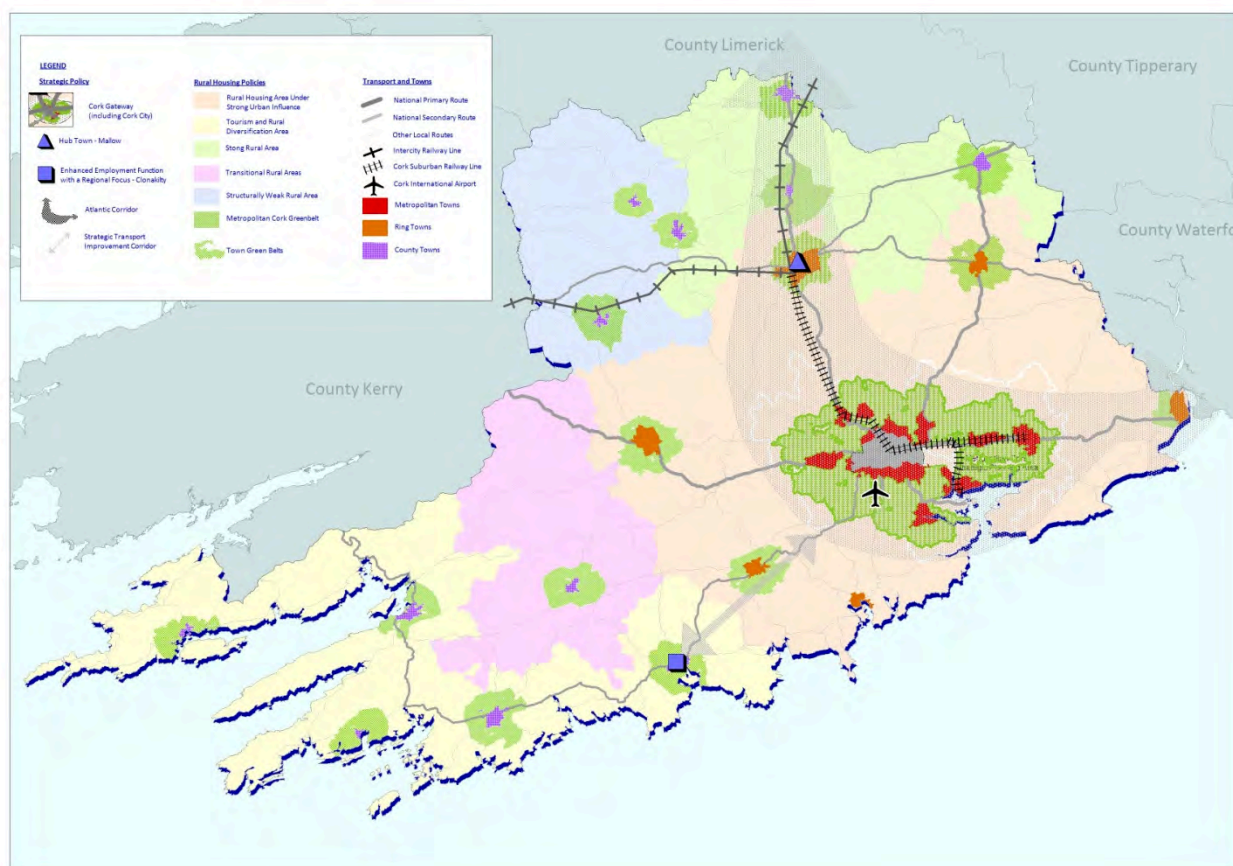 County Limerick
County Tipperary
LEGEND
Strategic Policy
Cork Gateway
(including Cork City)
Hub Town - Mallow
Enhanced Employment Function
with a Regional Focus - Clonakilty
Atlantic Corridor
Strategic Transport
Improvement Corridor
Rural Housing Policies
Rural Housing Area Under
Strong Urban Influence
Tourism and Rural
Diversification Area
Stong Rural Area
Transitional Rural Areas
Structurally Weak Rural Area
Metropolitan Cork Greenbelt
Town Green Belts
Transport and Towns
National Primary Route
National Secondary Route
Other Local Routes
Intercity Railway Line
Cork Suburban Railway Line
Cork International Airport
Metropolitan Towns
Ring Towns
County Towns
County Waterfo
County Kerry